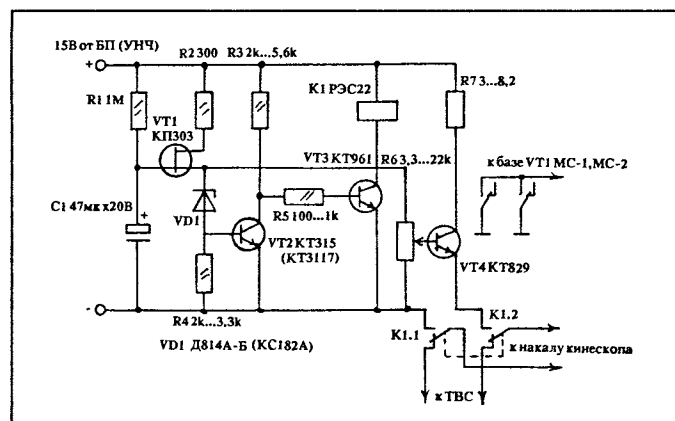 15В от БП (УНЧ)
R2 300
R3 2k...5,6k
+
R1 1М
VT1
КП303
K1 РЭС22
R7 3...8,2
VT3 КТ961
R6 3,3...22k
к базе VT1 МС-1, МС-2
C1 47мк x20В
+
VD1
R5 100...1k
VT2 КТ315
(КТ3117)
VT4 КТ829
-
R4 2k...3,3k
K1.1
K1.2
VD1 Д814А-Б (КС182А)
к накалу кинескопа
к ТВС